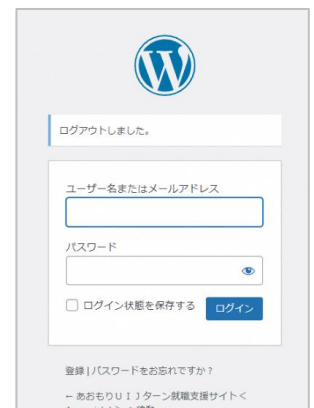 ログアウトしました。
ユーザー名またはメールアドレス
パスワード
ログイン状態を保存する
ログイン
登録 | パスワードをお忘れですか ?
← あおもりＵＩＪターン就職支援サイト<